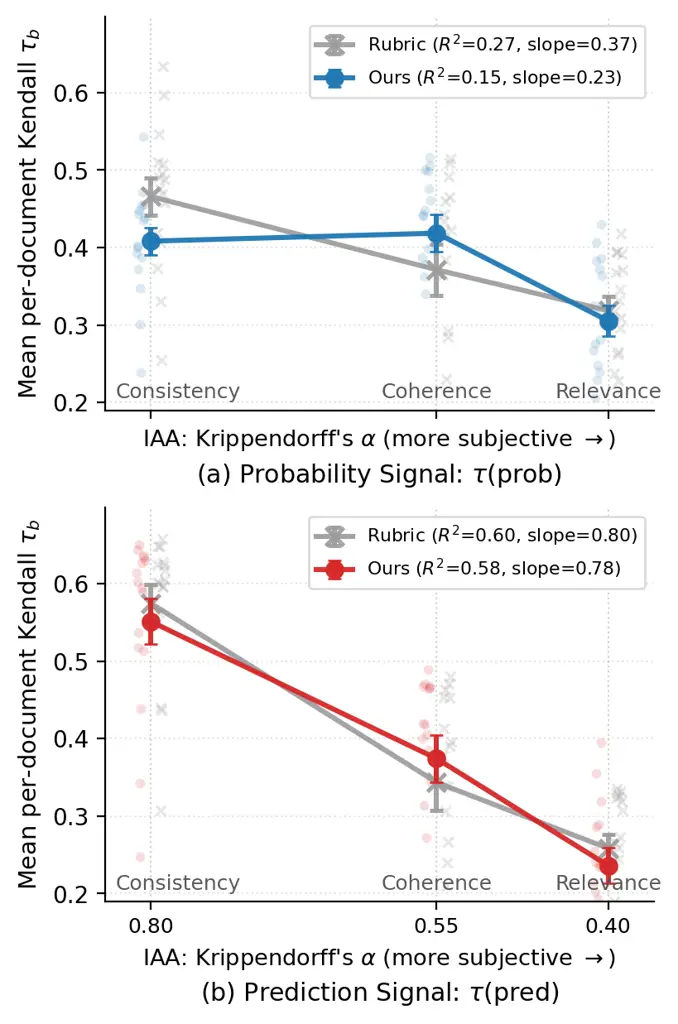 Mean per-document Kendall τ_b
0.6
0.5
0.4
0.3
0.2
Rubric (R²=0.27, slope=0.37)
Ours (R²=0.15, slope=0.23)
Consistency
Coherence
Relevance
IAA: Krippendorff's α (more subjective →)
(a) Probability Signal: τ(prob)
Mean per-document Kendall τ_b
0.6
0.5
0.4
0.3
0.2
Rubric (R²=0.60, slope=0.80)
Ours (R²=0.58, slope=0.78)
Consistency
Coherence
Relevance
0.80
0.55
0.40
IAA: Krippendorff's α (more subjective →)
(b) Prediction Signal: τ(pred)